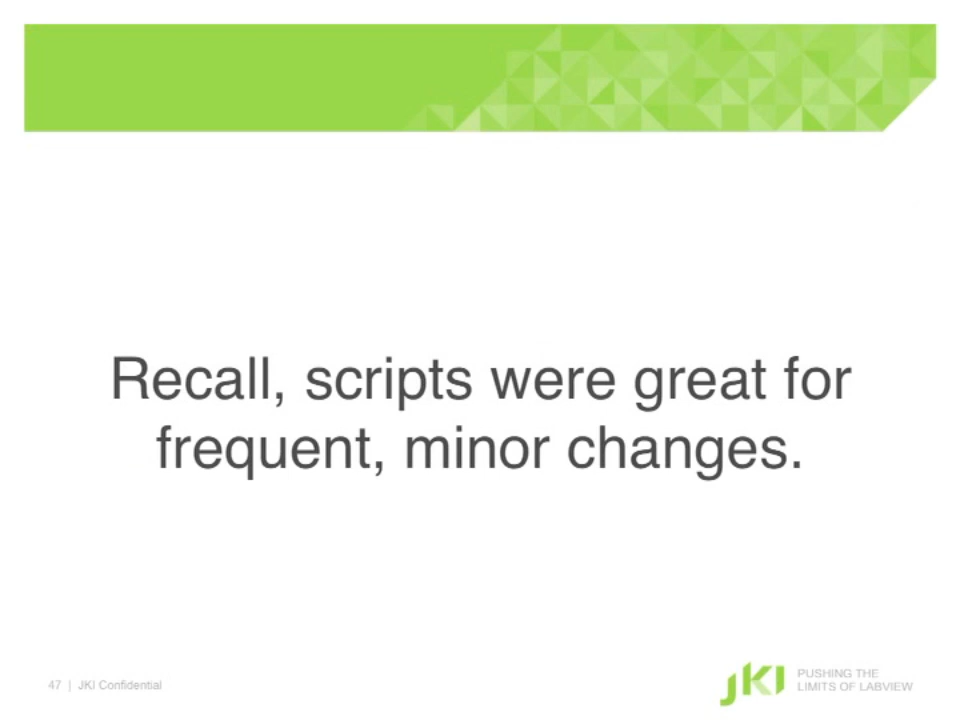 Recall, scripts were great for
frequent, minor changes.
47 | JKI Confidential
JKI
PUSHING THE
LIMITS OF LABVIEW